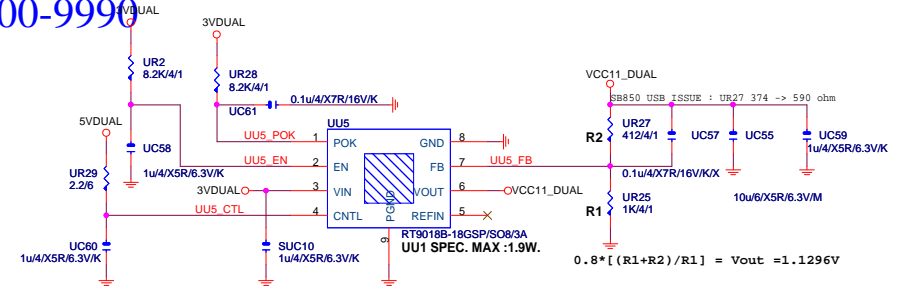 00-9990
3VDUAL
3VDUAL
UR2
8.2K/4/1
UR28
8.2K/4/1
VCC11_DUAL
SB850 USB ISSUE : UR27 374 -> 590 ohm
0.1u/4/X7R/16V/K
UC61
5VDUAL
UU5
UR27
412/4/1
R2
UC57
UC55
UC59
1u/4/X5R/6.3V/K
UU5_POK
1
POK
GND
8
UC58
1u/4/X5R/6.3V/K
UU5_EN
2
EN
FB
7
UU5_FB
0.1u/4/X7R/16V/K/X
UR29
2.2/6
3VDUAL
3
VIN
VOUT
6
VCC11_DUAL
UR25
1K/4/1
R1
10u/6/X5R/6.3V/M
UU5_CTL
4
CNTL
PGND
REFIN
5
9
RT9018B-18GSP/SO8/3A
UU1 SPEC. MAX :1.9W.
UC60
1u/4/X5R/6.3V/K
SUC10
1u/4/X5R/6.3V/K
0.8*[(R1+R2)/R1] = Vout =1.1296V